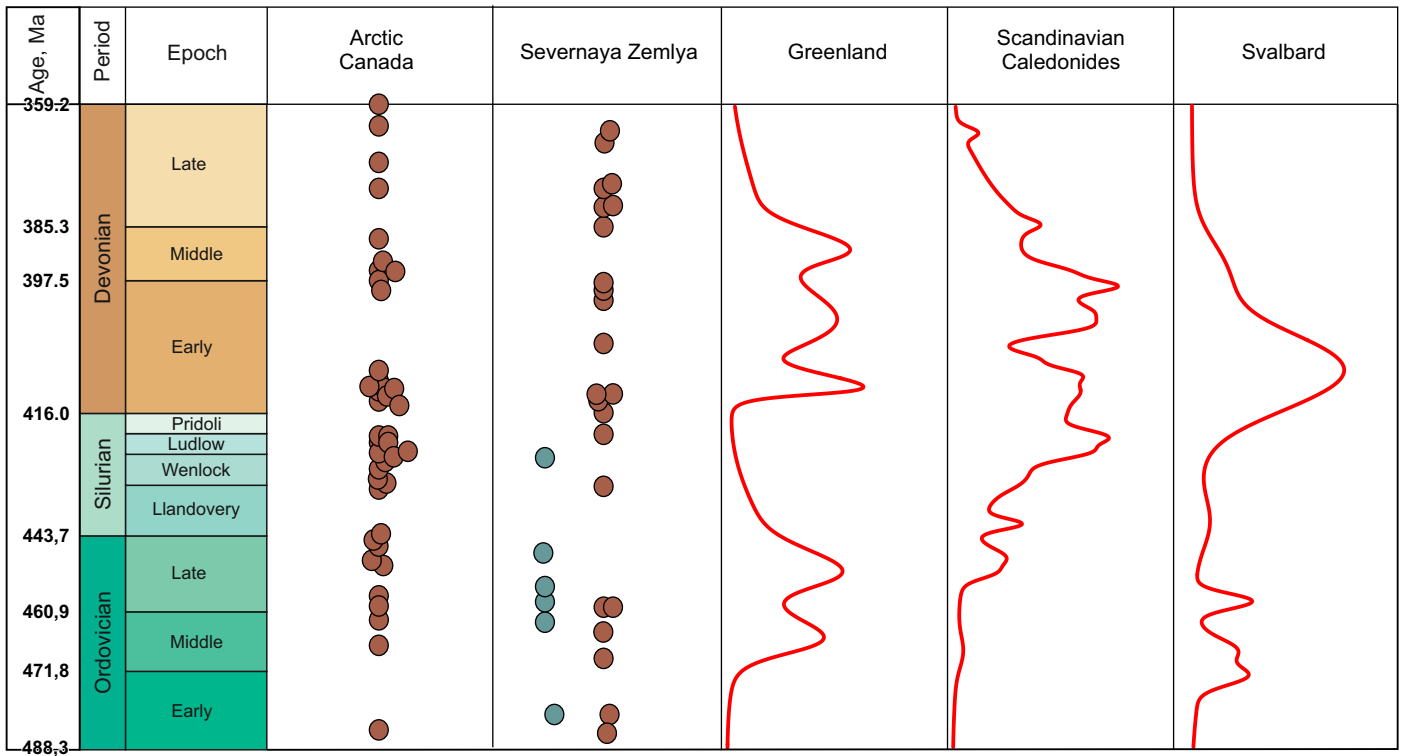 Age, Ma
Period
Epoch
Arctic
Canada
Severnaya Zemlya
Greenland
Scandinavian
Caledonides
Svalbard
359.2
Devonian
Late
385.3
Middle
397.5
Early
416.0
Silurian
Pridoli
Ludlow
Wenlock
Llandovery
443,7
Ordovician
Late
460,9
Middle
471,8
Early
488,3